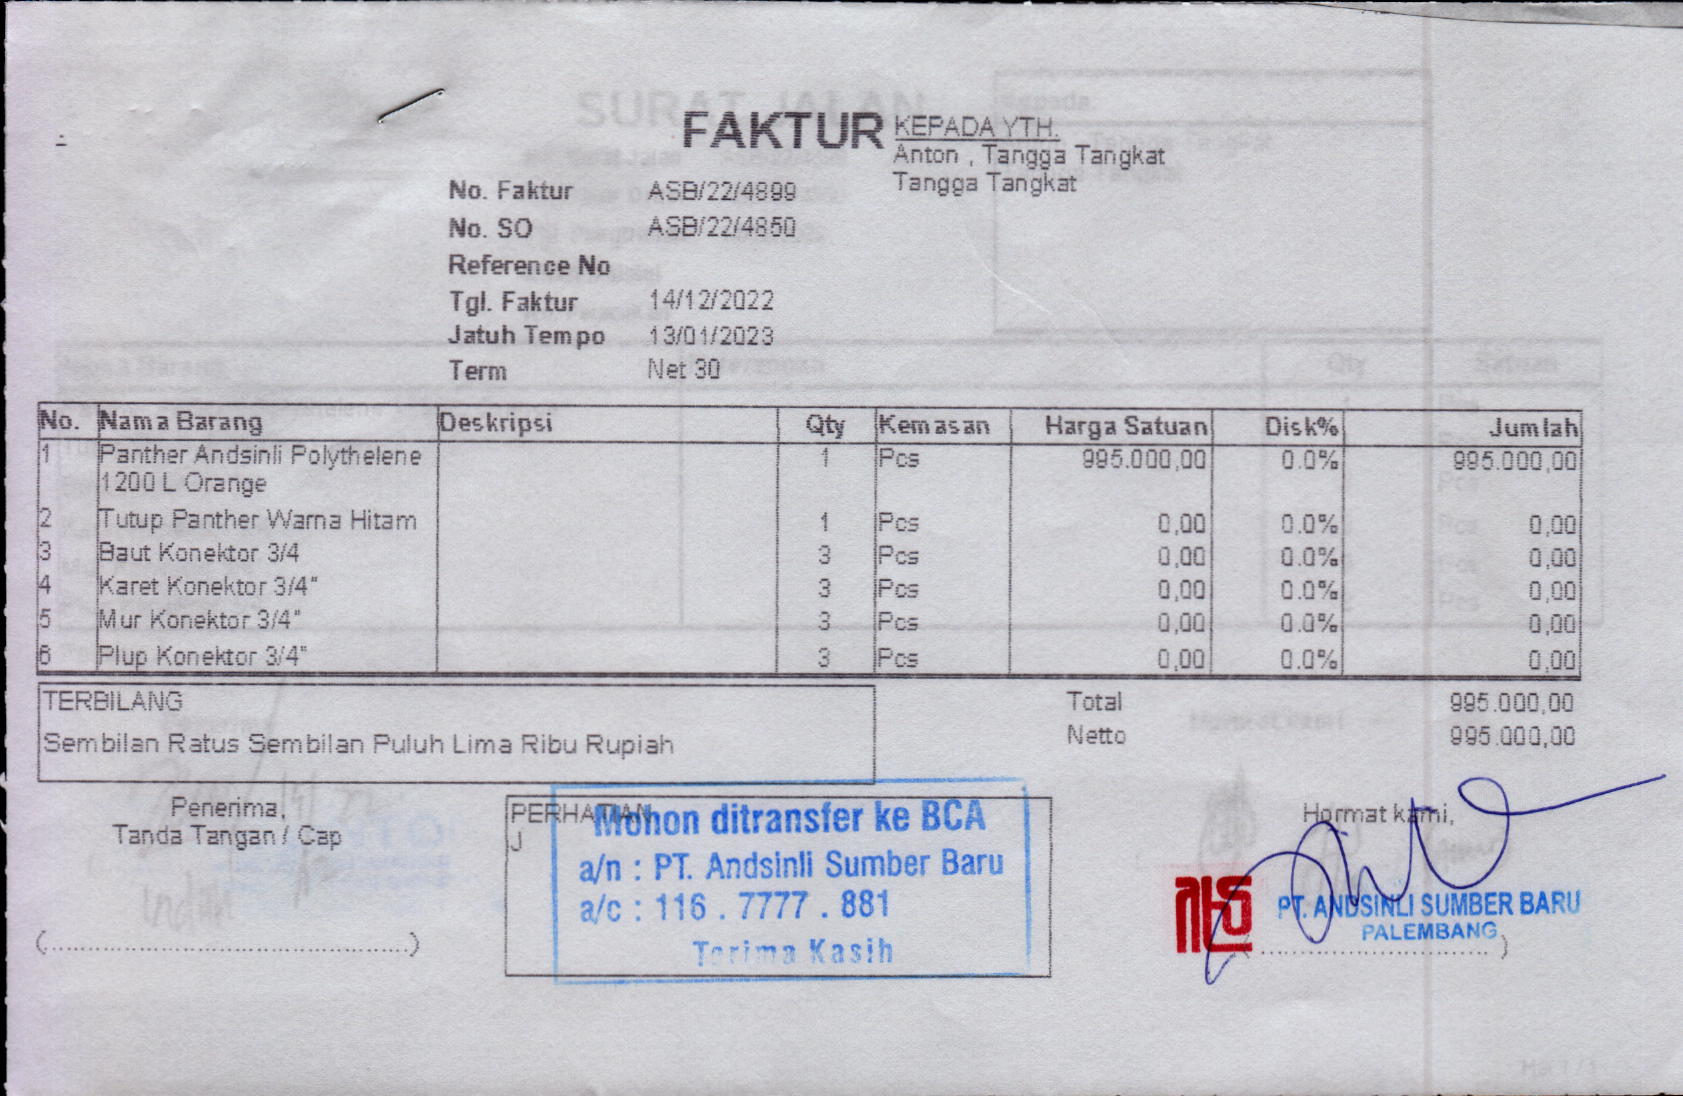 FAKTUR
KEPADA YTH.
Anton , Tangga Tangkat
Tangga Tangkat
No. Faktur ASB/22/4899
No. SO ASB/22/4850
Reference No
Tgl. Faktur 14/12/2022
Jatuh Tempo 13/01/2023
Term Net 30
No. Nama Barang Deskripsi Qty Kemasan Harga Satuan Disk% Jumlah
1 Panther Andsinli Polythelene 1 Pcs 995.000,00 0.0% 995.000,00
1200 L Orange
2 Tutup Panther Warna Hitam 1 Pcs 0,00 0.0% 0,00
3 Baut Konektor 3/4 3 Pcs 0,00 0.0% 0,00
4 Karet Konektor 3/4" 3 Pcs 0,00 0.0% 0,00
5 Mur Konektor 3/4" 3 Pcs 0,00 0.0% 0,00
6 Plup Konektor 3/4" 3 Pcs 0,00 0.0% 0,00
TERBILANG
Sembilan Ratus Sembilan Puluh Lima Ribu Rupiah
Total 995.000,00
Netto 995.000,00
Penerima,
Tanda Tangan / Cap
(....................................)
PERHATIAN
J
Mohon ditransfer ke BCA
a/n : PT. Andsinli Sumber Baru
a/c : 116 . 7777 . 881
Terima Kasih
Hormat kami,
PT. ANDSINLI SUMBER BARU
PALEMBANG
(............................)
SURAT JALAN
Kepada:
Hal 1 / 1